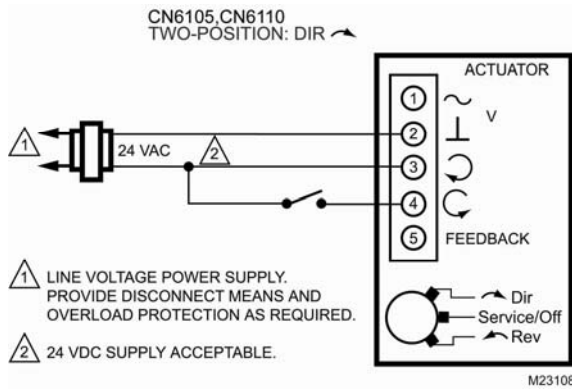 CN6105,CN6110
TWO-POSITION: DIR
ACTUATOR
1
V
2
1
24 VAC
2
3
4
5 FEEDBACK
1 LINE VOLTAGE POWER SUPPLY.
PROVIDE DISCONNECT MEANS AND
OVERLOAD PROTECTION AS REQUIRED.
2 24 VDC SUPPLY ACCEPTABLE.
Dir
Service/Off
Rev
M23108